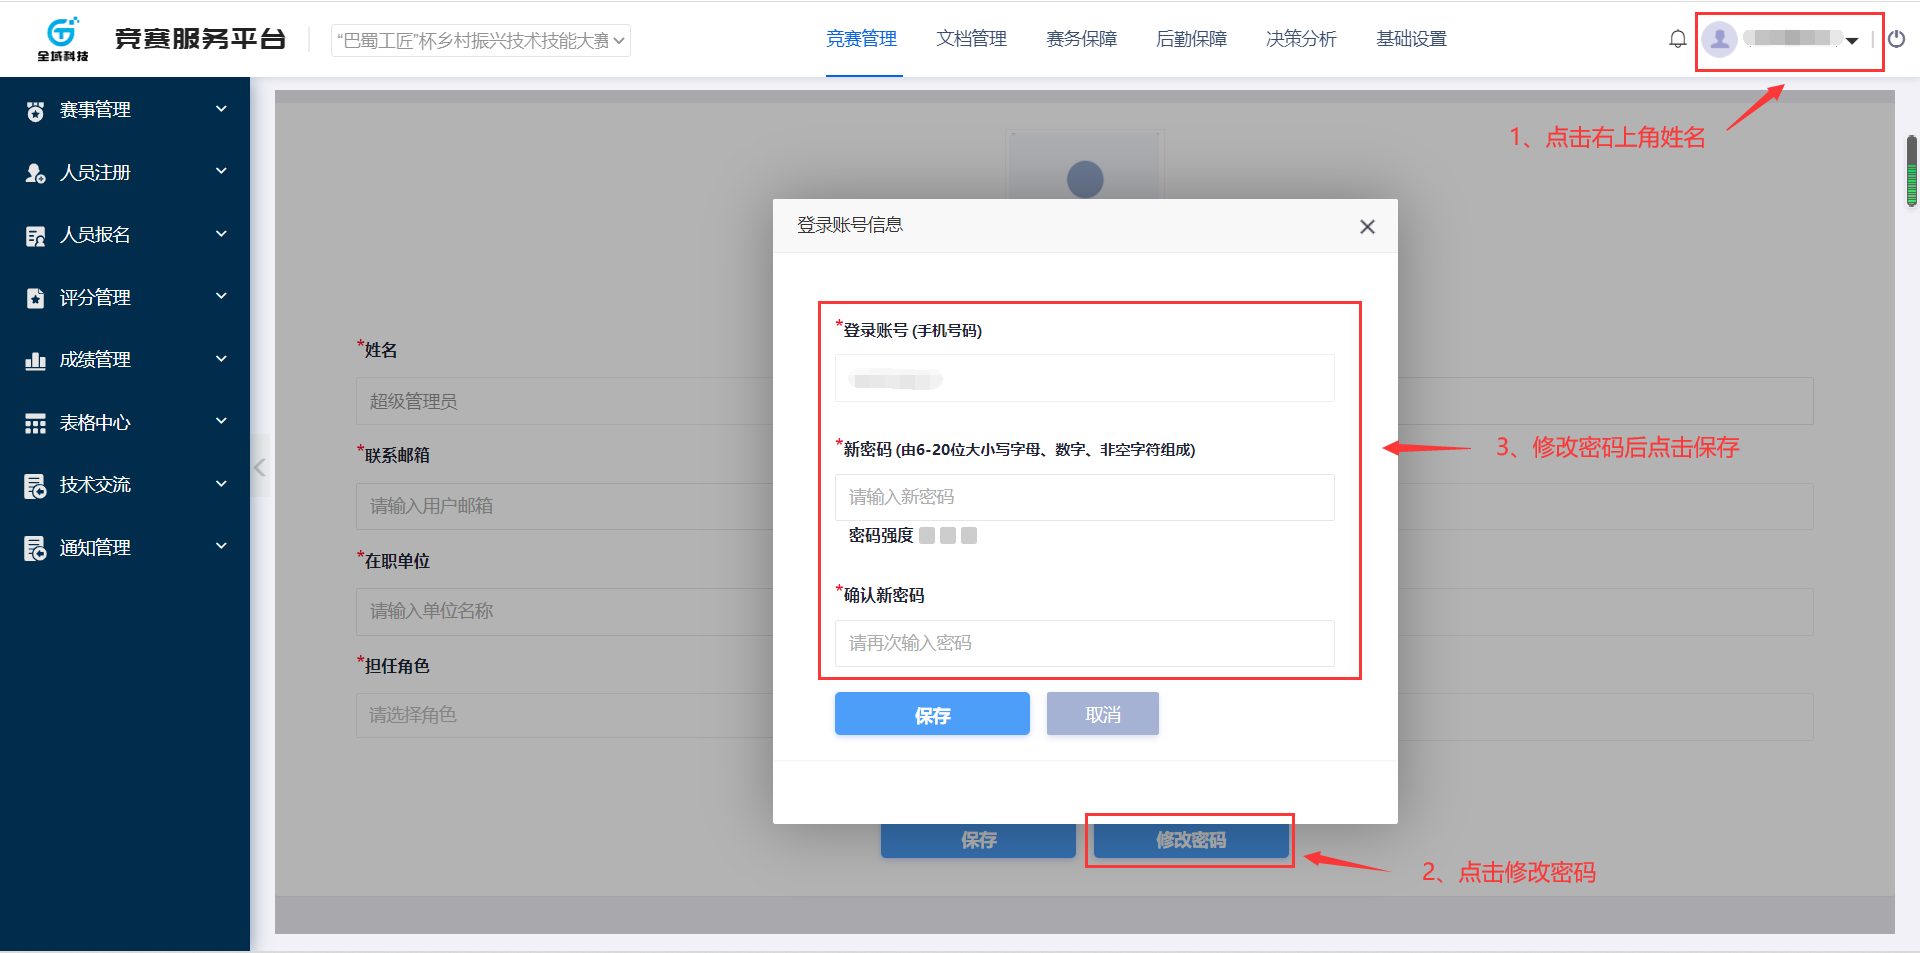 全域科技
竞赛服务平台
“巴蜀工匠”杯乡村振兴技术技能大赛
竞赛管理
文档管理
赛务保障
后勤保障
决策分析
基础设置
1、点击右上角姓名
赛事管理
人员注册
人员报名
评分管理
成绩管理
表格中心
技术交流
通知管理
*姓名
超级管理员
*联系邮箱
请输入用户邮箱
*在职单位
请输入单位名称
*担任角色
请选择角色
登录账号信息
*登录账号 (手机号码)
*新密码 (由6-20位大小写字母、数字、非空字符组成)
请输入新密码
密码强度
*确认新密码
请再次输入密码
保存
取消
3、修改密码后点击保存
保存
修改密码
2、点击修改密码